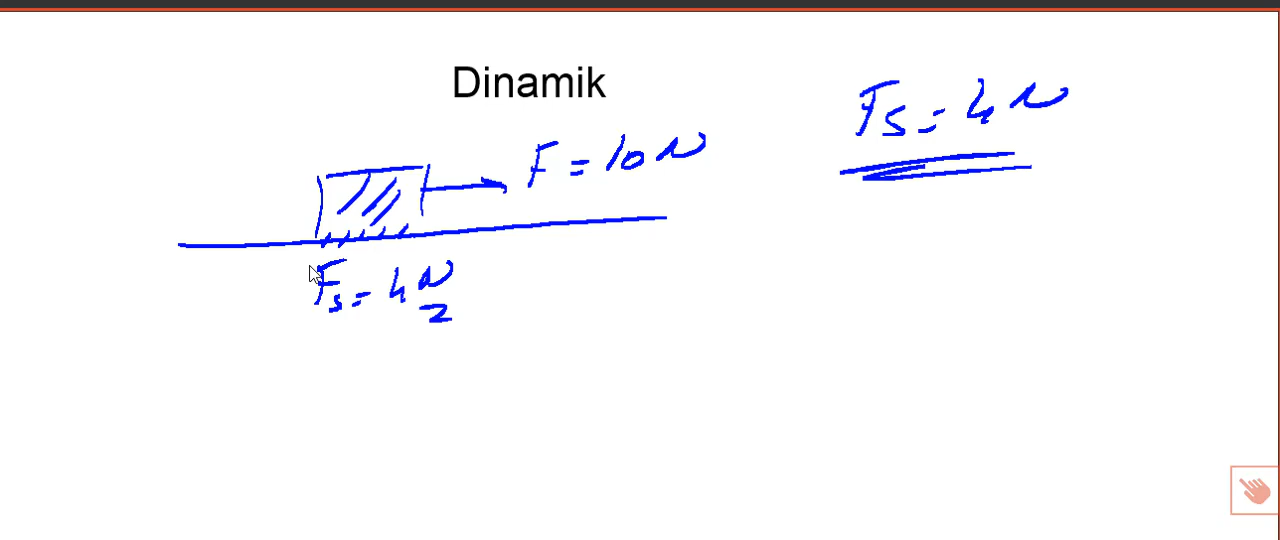 Dinamik
Fs = 4 N
F = 10 N
Fs = 4 N